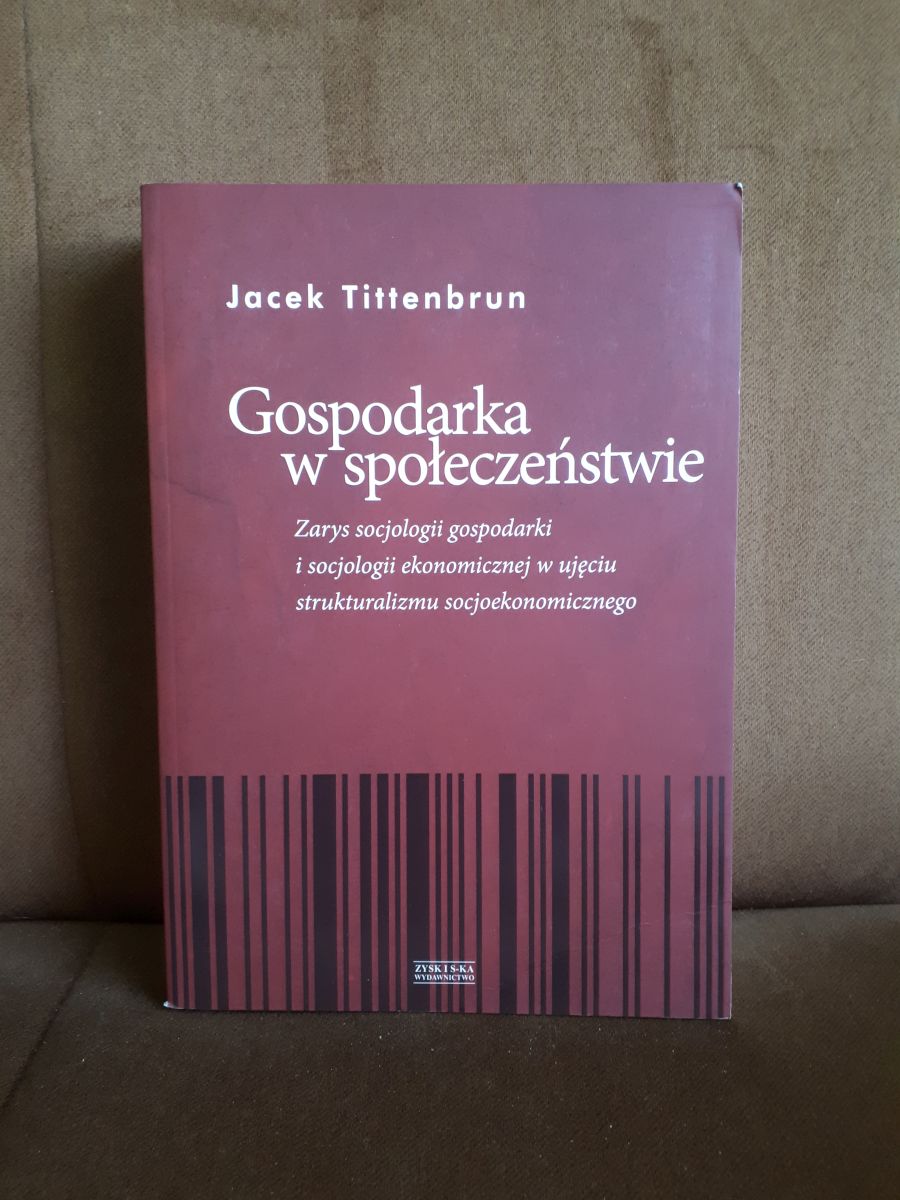 Jacek Tittenbrun
Gospodarka
w społeczeństwie
Zarys socjologii gospodarki
i socjologii ekonomicznej w ujęciu
strukturalizmu socjoekonomicznego
ZYSK I S-KA
WYDAWNICTWO